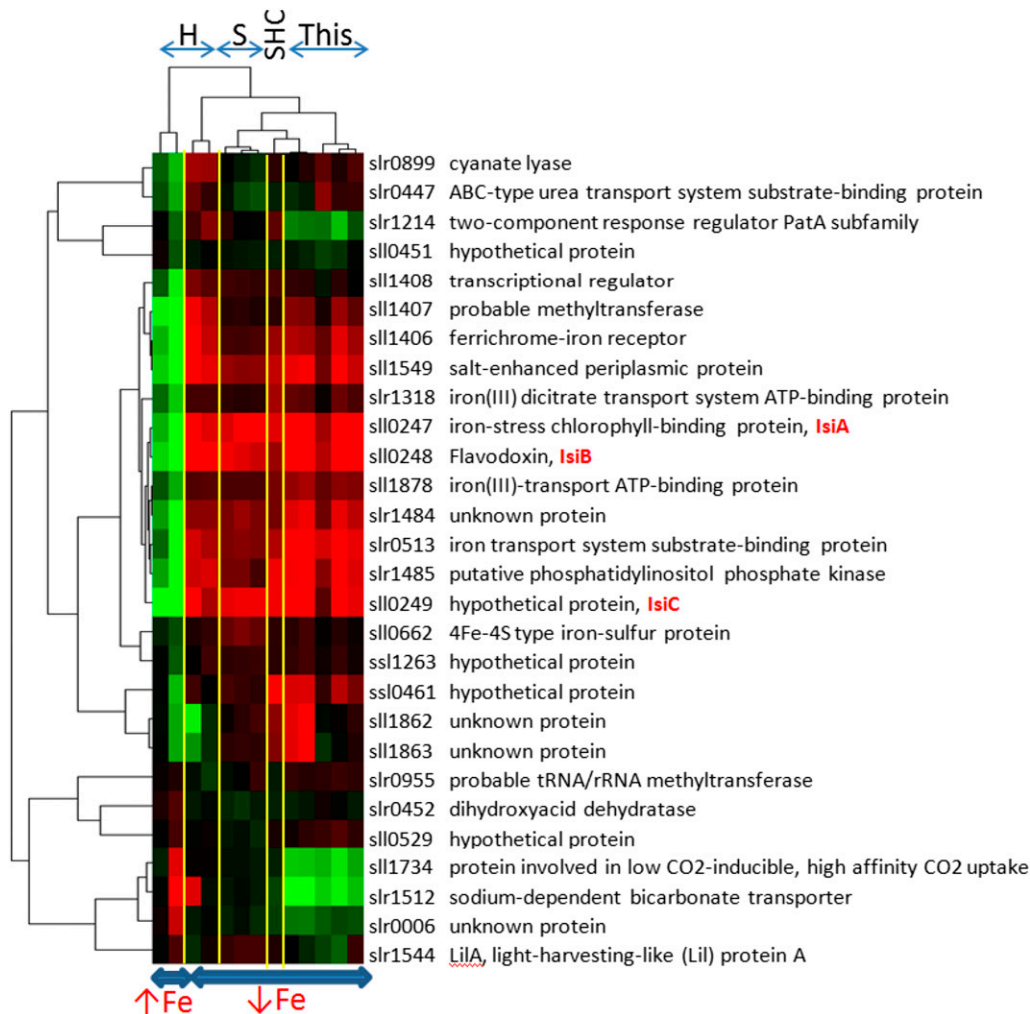 H S SHC This
slr0899 cyanate lyase
slr0447 ABC-type urea transport system substrate-binding protein
slr1214 two-component response regulator PatA subfamily
sll0451 hypothetical protein
sll1408 transcriptional regulator
sll1407 probable methyltransferase
sll1406 ferrichrome-iron receptor
sll1549 salt-enhanced periplasmic protein
slr1318 iron(III) dicitrate transport system ATP-binding protein
sll0247 iron-stress chlorophyll-binding protein, IsiA
sll0248 Flavodoxin, IsiB
sll1878 iron(III)-transport ATP-binding protein
slr1484 unknown protein
slr0513 iron transport system substrate-binding protein
slr1485 putative phosphatidylinositol phosphate kinase
sll0249 hypothetical protein, IsiC
sll0662 4Fe-4S type iron-sulfur protein
ssl1263 hypothetical protein
ssl0461 hypothetical protein
sll1862 unknown protein
sll1863 unknown protein
slr0955 probable tRNA/rRNA methyltransferase
slr0452 dihydroxyacid dehydratase
sll0529 hypothetical protein
sll1734 protein involved in low CO2-inducible, high affinity CO2 uptake
slr1512 sodium-dependent bicarbonate transporter
slr0006 unknown protein
slr1544 LilA, light-harvesting-like (Lil) protein A
↑Fe ↓Fe